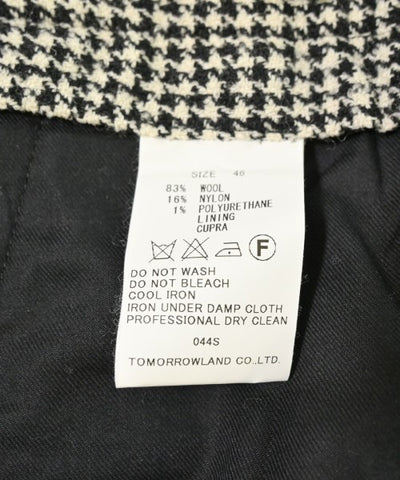 SIZE 46
83% WOOL
16% NYLON
1% POLYURETHANE
LINING
CUPRA
F
DO NOT WASH
DO NOT BLEACH
COOL IRON
IRON UNDER DAMP CLOTH
PROFESSIONAL DRY CLEAN
044S
TOMORROWLAND CO.,LTD.